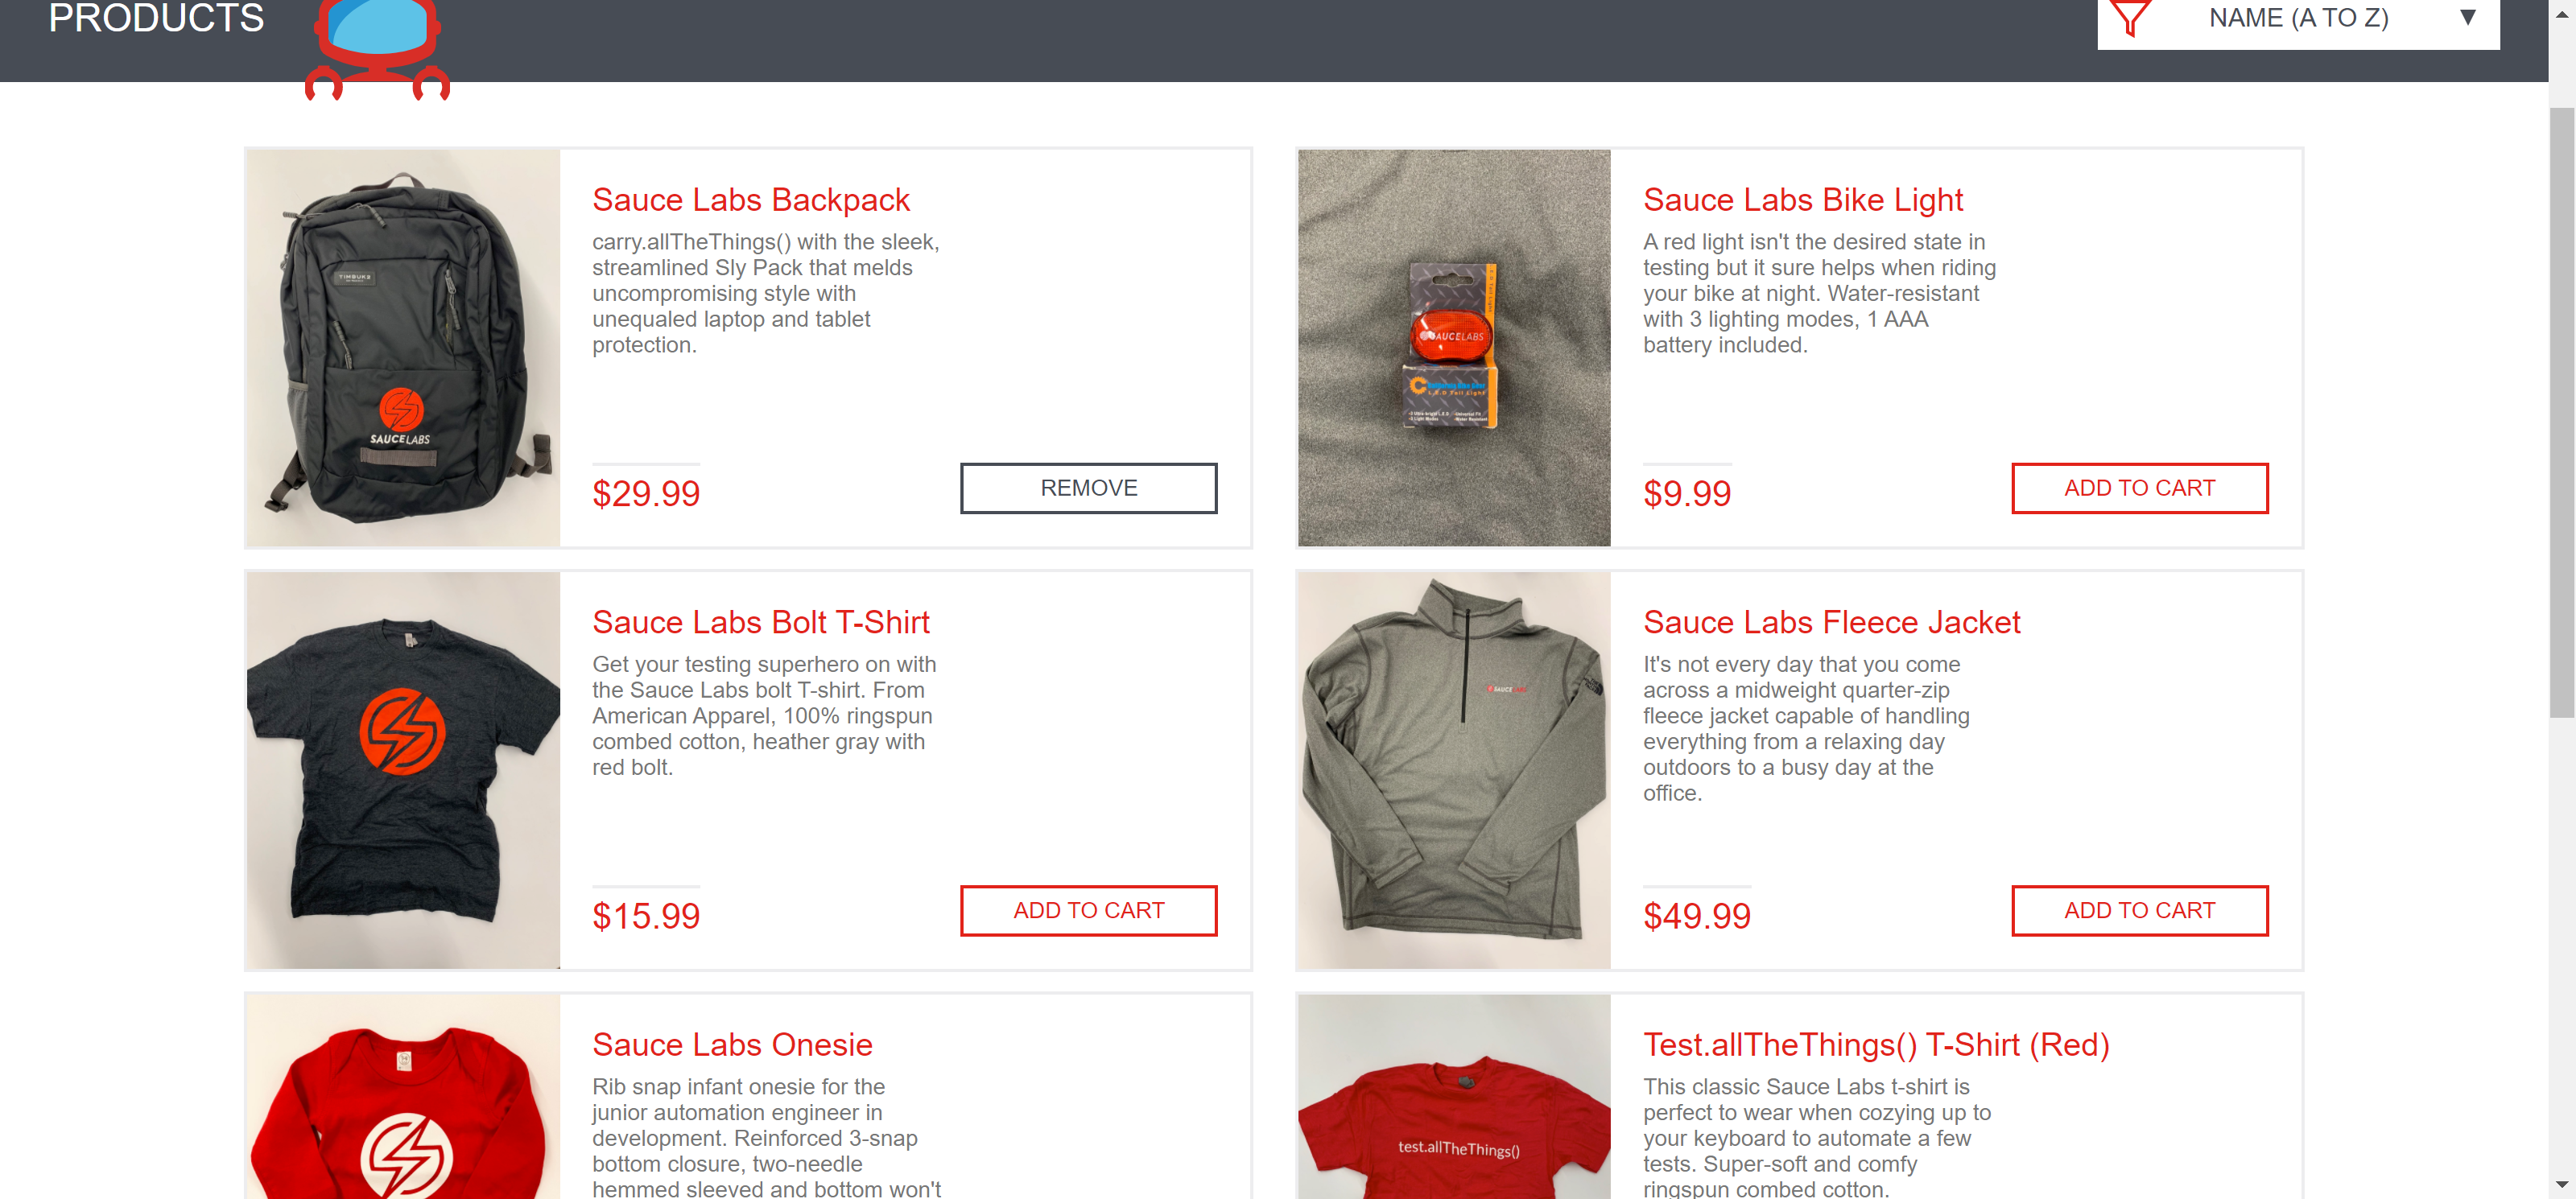 PRODUCTS
NAME (A TO Z)
Sauce Labs Backpack
carry.allTheThings() with the sleek,
streamlined Sly Pack that melds
uncompromising style with
unequaled laptop and tablet
protection.
$29.99
REMOVE
TIMBUK2
SAUCELABS
Sauce Labs Bike Light
A red light isn't the desired state in
testing but it sure helps when riding
your bike at night. Water-resistant
with 3 lighting modes, 1 AAA
battery included.
$9.99
ADD TO CART
SAUCELABS
L.E.D Tail Light
Sauce Labs Bolt T-Shirt
Get your testing superhero on with
the Sauce Labs bolt T-shirt. From
American Apparel, 100% ringspun
combed cotton, heather gray with
red bolt.
$15.99
ADD TO CART
Sauce Labs Fleece Jacket
It's not every day that you come
across a midweight quarter-zip
fleece jacket capable of handling
everything from a relaxing day
outdoors to a busy day at the
office.
$49.99
ADD TO CART
SAUCELABS
Sauce Labs Onesie
Rib snap infant onesie for the
junior automation engineer in
development. Reinforced 3-snap
bottom closure, two-needle
hemmed sleeved and bottom won't
Test.allTheThings() T-Shirt (Red)
This classic Sauce Labs t-shirt is
perfect to wear when cozying up to
your keyboard to automate a few
tests. Super-soft and comfy
ringspun combed cotton.
test.allTheThings()